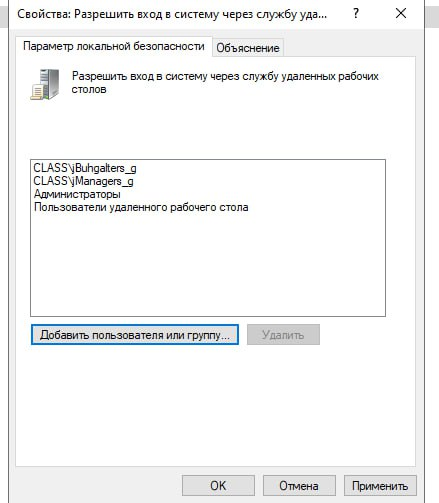 Свойства: Разрешить вход в систему через службу уда...
Параметр локальной безопасности
Объяснение
Разрешить вход в систему через службу удаленных рабочих
столов
CLASS\jBuhgalters_g
CLASS\jManagers_g
Администраторы
Пользователи удаленного рабочего стола
Добавить пользователя или группу...
Удалить
OK
Отмена
Применить